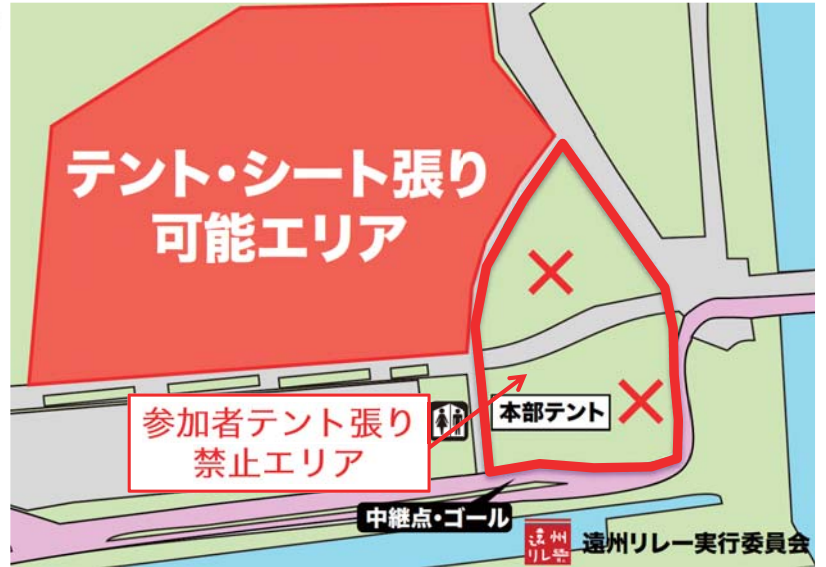 テント・シート張り
可能エリア
参加者テント張り
禁止エリア
本部テント
中継点・ゴール
遠州
リレー
遠州リレー実行委員会